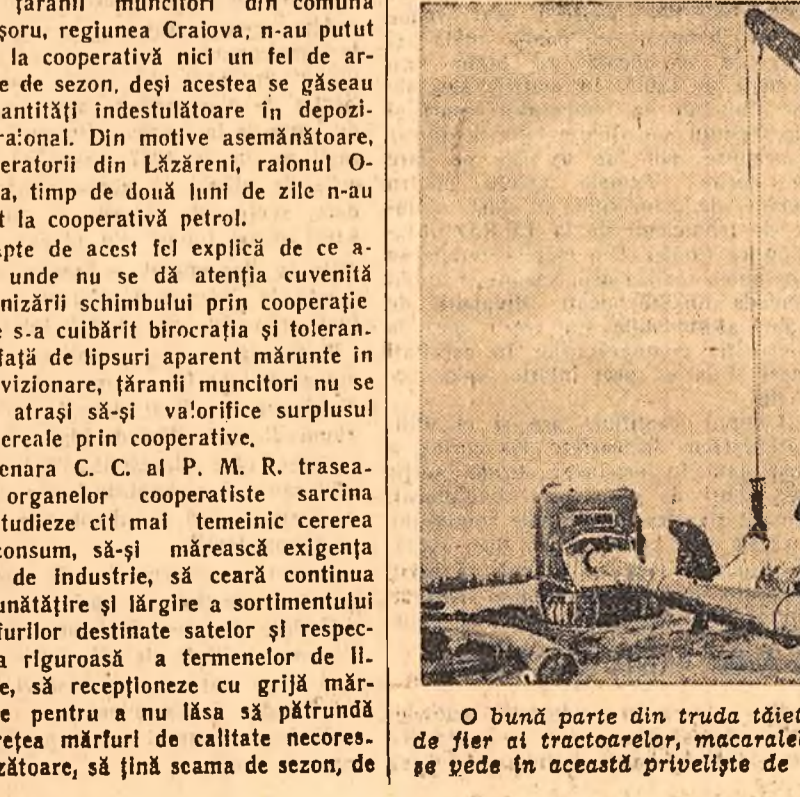 țăranii muncitori din comuna
șoru, regiunea Craiova, n-au putut
la cooperativă nici un fel de ar-
e de sezon, deși acestea se găseau
antități îndestulătoare în depozi-
raional. Din motive asemănătoare,
eratorii din Lăzăreni, raionul O-
a, timp de două luni de zile n-au
t la cooperativă petrol.
apte de acest fel explică de ce a-
unde nu se dă atenția cuvenită
nizării schimbului prin cooperație
e s-a cuibărit birocrația și toleran-
față de lipsuri aparent mărunte în
vizionare, țăranii muncitori nu se
atrași să-și valorifice surplusul
ereale prin cooperative.
enara C. C. al P. M. R. trasea-
organelor cooperatiste sarcina
tudieze cît mai temeinic cererea
consum, să-și mărească exigența
de industrie, să ceară continua
unătățire și lărgire a sortimentului
furilor destinate satelor și respec-
a riguroasă a termenelor de li-
e, să recepționeze cu grijă măr-
e pentru a nu lăsa să pătrundă
rețea mărfuri de calitate necores-
zătoare, să țină seama de sezon, de
O bună parte din truda tăiet
de fier ai tractoarelor, macaralel
se vede în această priveliște de